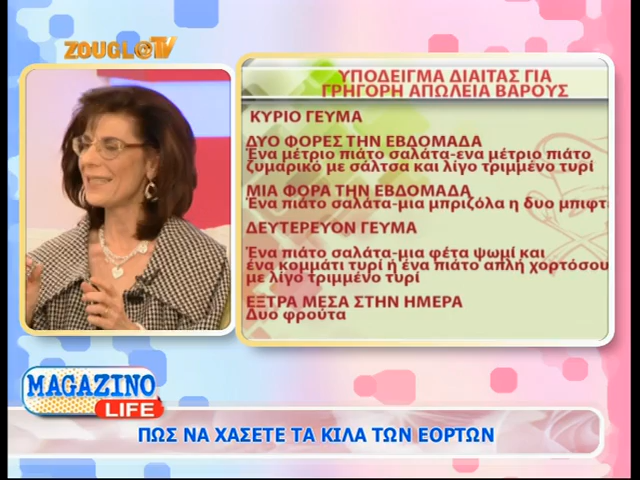 ZOUGL@TV
ΥΠΟΔΕΙΓΜΑ ΔΙΑΙΤΑΣ ΓΙΑ
ΓΡΗΓΟΡΗ ΑΠΩΛΕΙΑ ΒΑΡΟΥΣ
ΚΥΡΙΟ ΓΕΥΜΑ
ΔΥΟ ΦΟΡΕΣ ΤΗΝ ΕΒΔΟΜΑΔΑ
Ένα μέτριο πιάτο σαλάτα-ενα μέτριο πιάτο
ζυμαρικό με σάλτσα και λίγο τριμμένο τυρί
ΜΙΑ ΦΟΡΑ ΤΗΝ ΕΒΔΟΜΑΔΑ
Ένα πιάτο σαλάτα-μια μπριζόλα η δυο μπιφτ
ΔΕΥΤΕΡΕΥΟΝ ΓΕΥΜΑ
Ένα πιάτο σαλάτα-μια φέτα ψωμί και
ένα κομμάτι τυρί ή ένα πιάτο απλή χορτόσου
με λίγο τριμμένο τυρί
ΕΞΤΡΑ ΜΕΣΑ ΣΤΗΝ ΗΜΕΡΑ
Δυο φρούτα
MAGAZINO
LIFE
ΠΩΣ ΝΑ ΧΑΣΕΤΕ ΤΑ ΚΙΛΑ ΤΩΝ ΕΟΡΤΩΝ